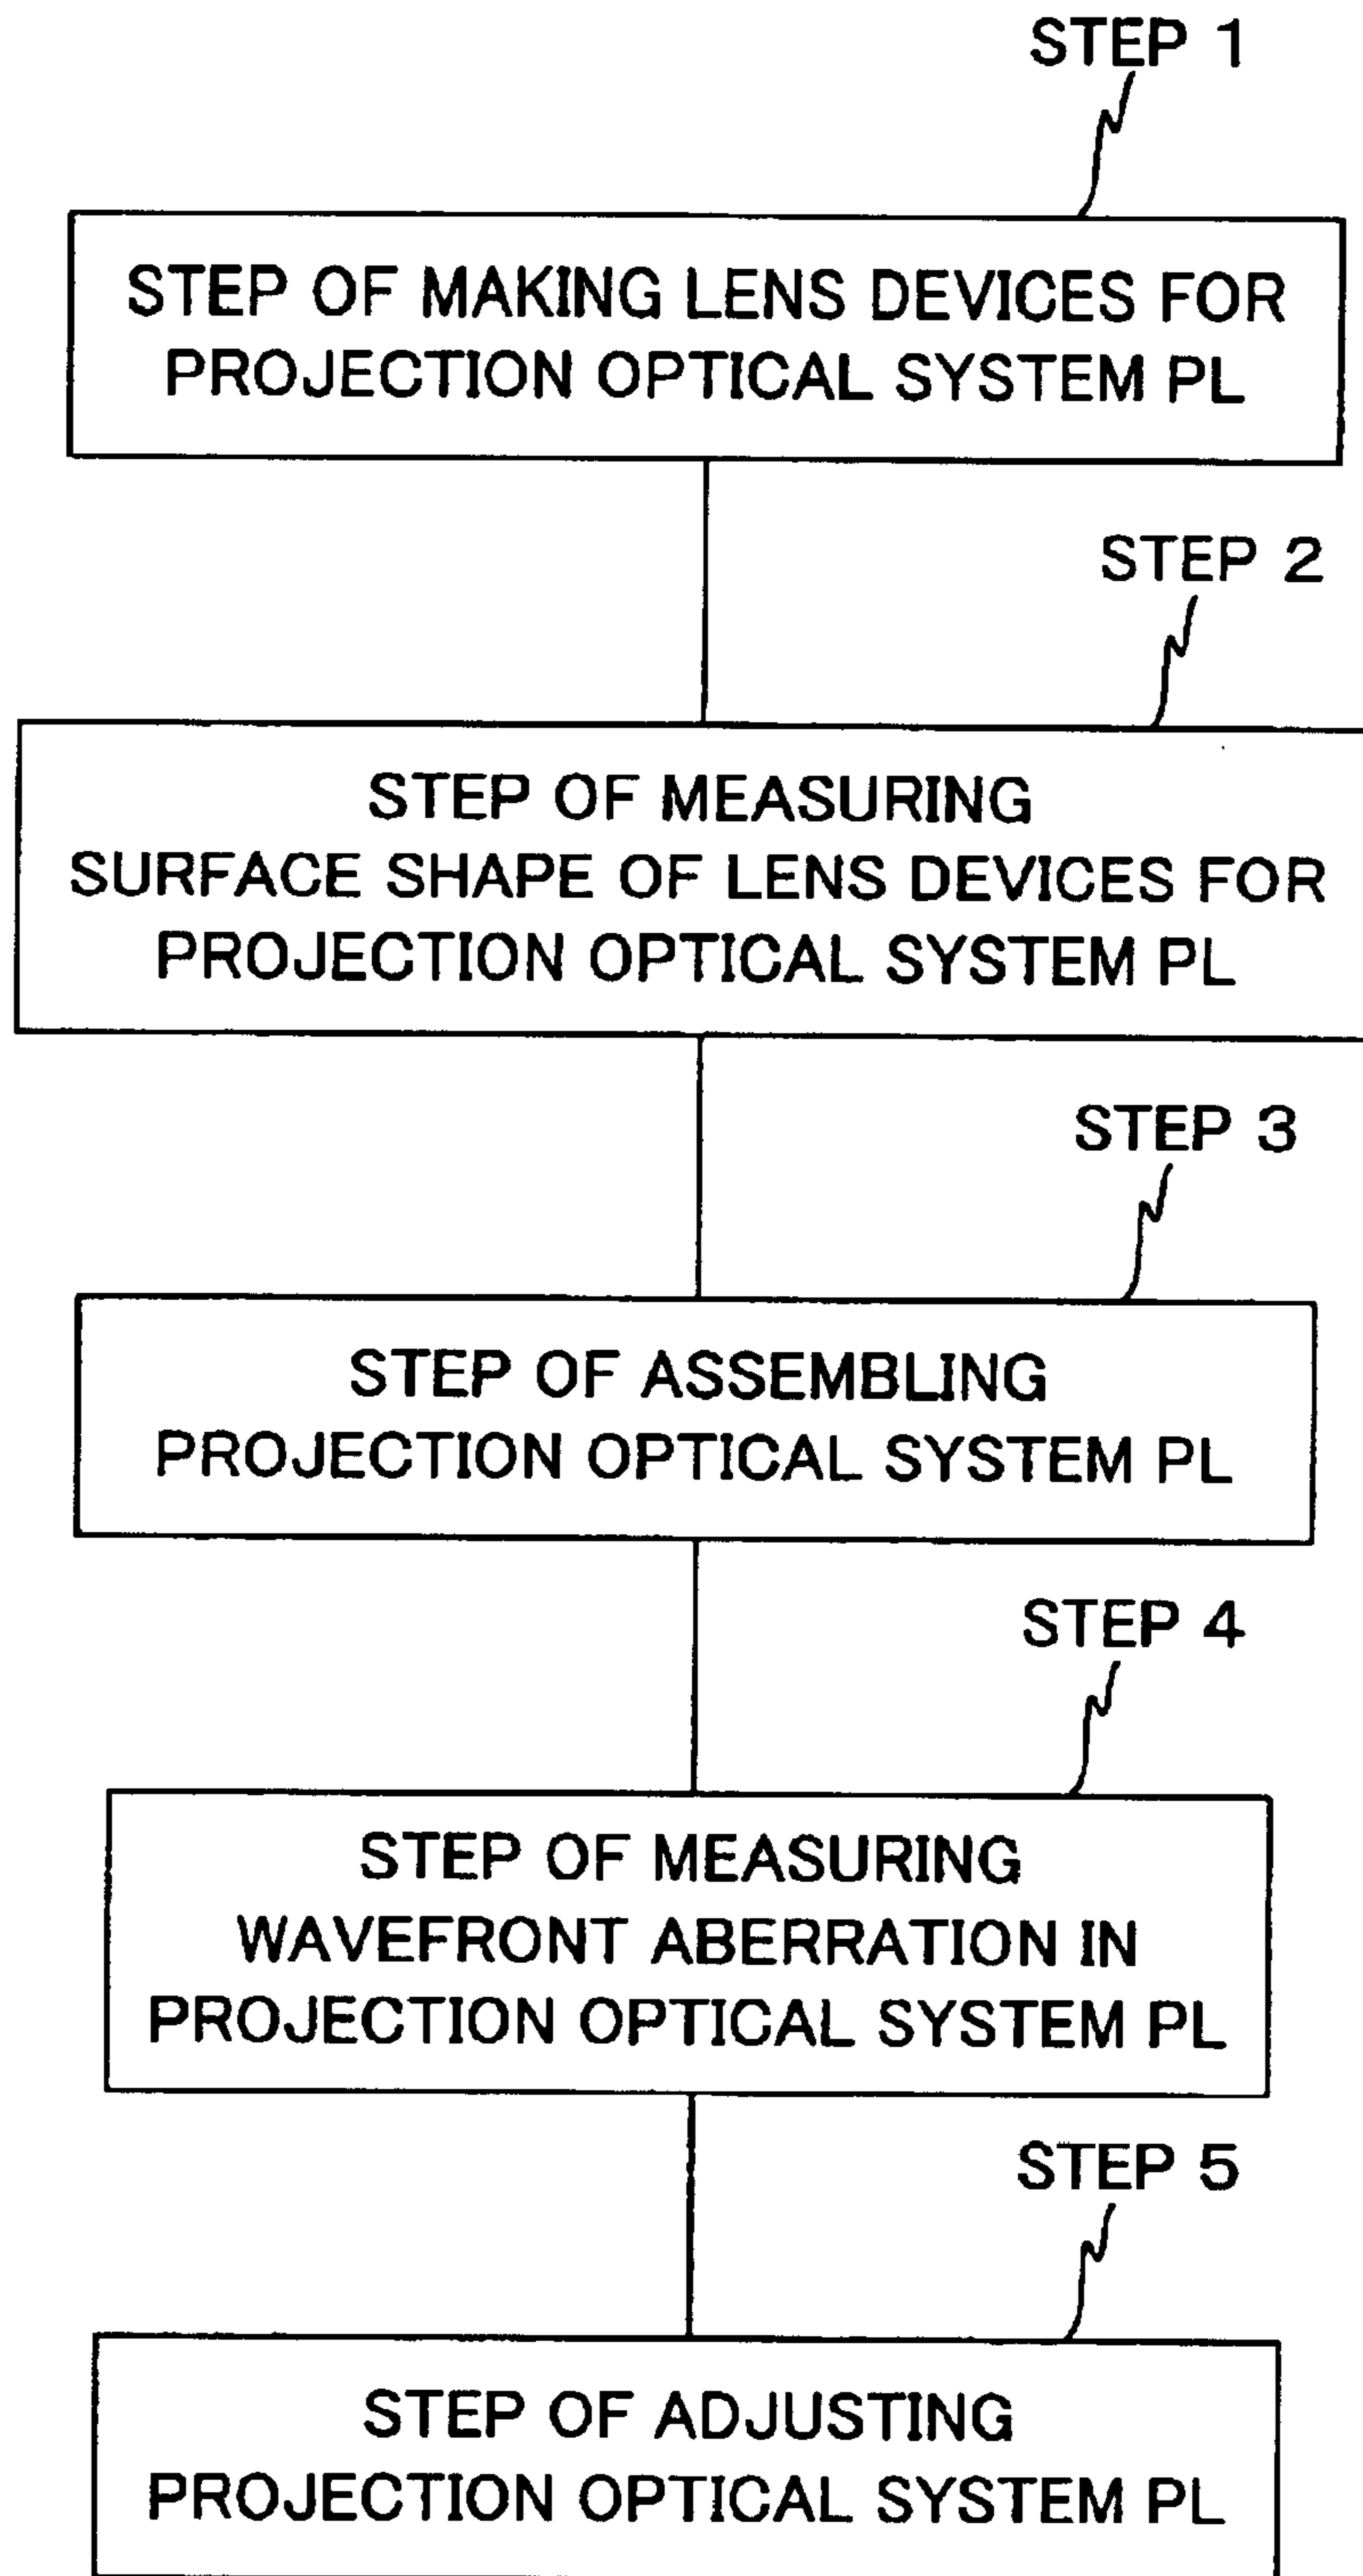 STEP 1
STEP OF MAKING LENS DEVICES FOR
PROJECTION OPTICAL SYSTEM PL
STEP 2
STEP OF MEASURING
SURFACE SHAPE OF LENS DEVICES FOR
PROJECTION OPTICAL SYSTEM PL
STEP 3
STEP OF ASSEMBLING
PROJECTION OPTICAL SYSTEM PL
STEP 4
STEP OF MEASURING
WAVEFRONT ABERRATION IN
PROJECTION OPTICAL SYSTEM PL
STEP 5
STEP OF ADJUSTING
PROJECTION OPTICAL SYSTEM PL